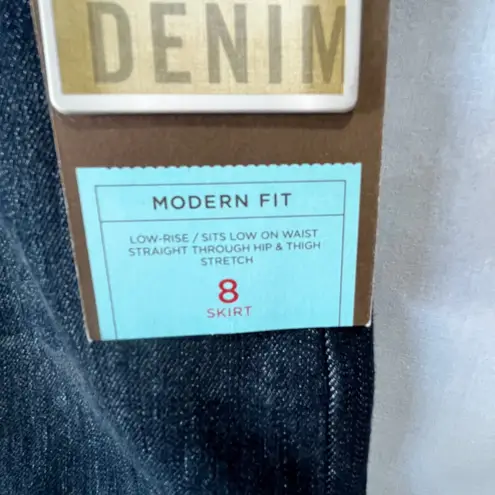 DENIM
MODERN FIT
LOW-RISE / SITS LOW ON WAIST
STRAIGHT THROUGH HIP & THIGH
STRETCH
8
SKIRT